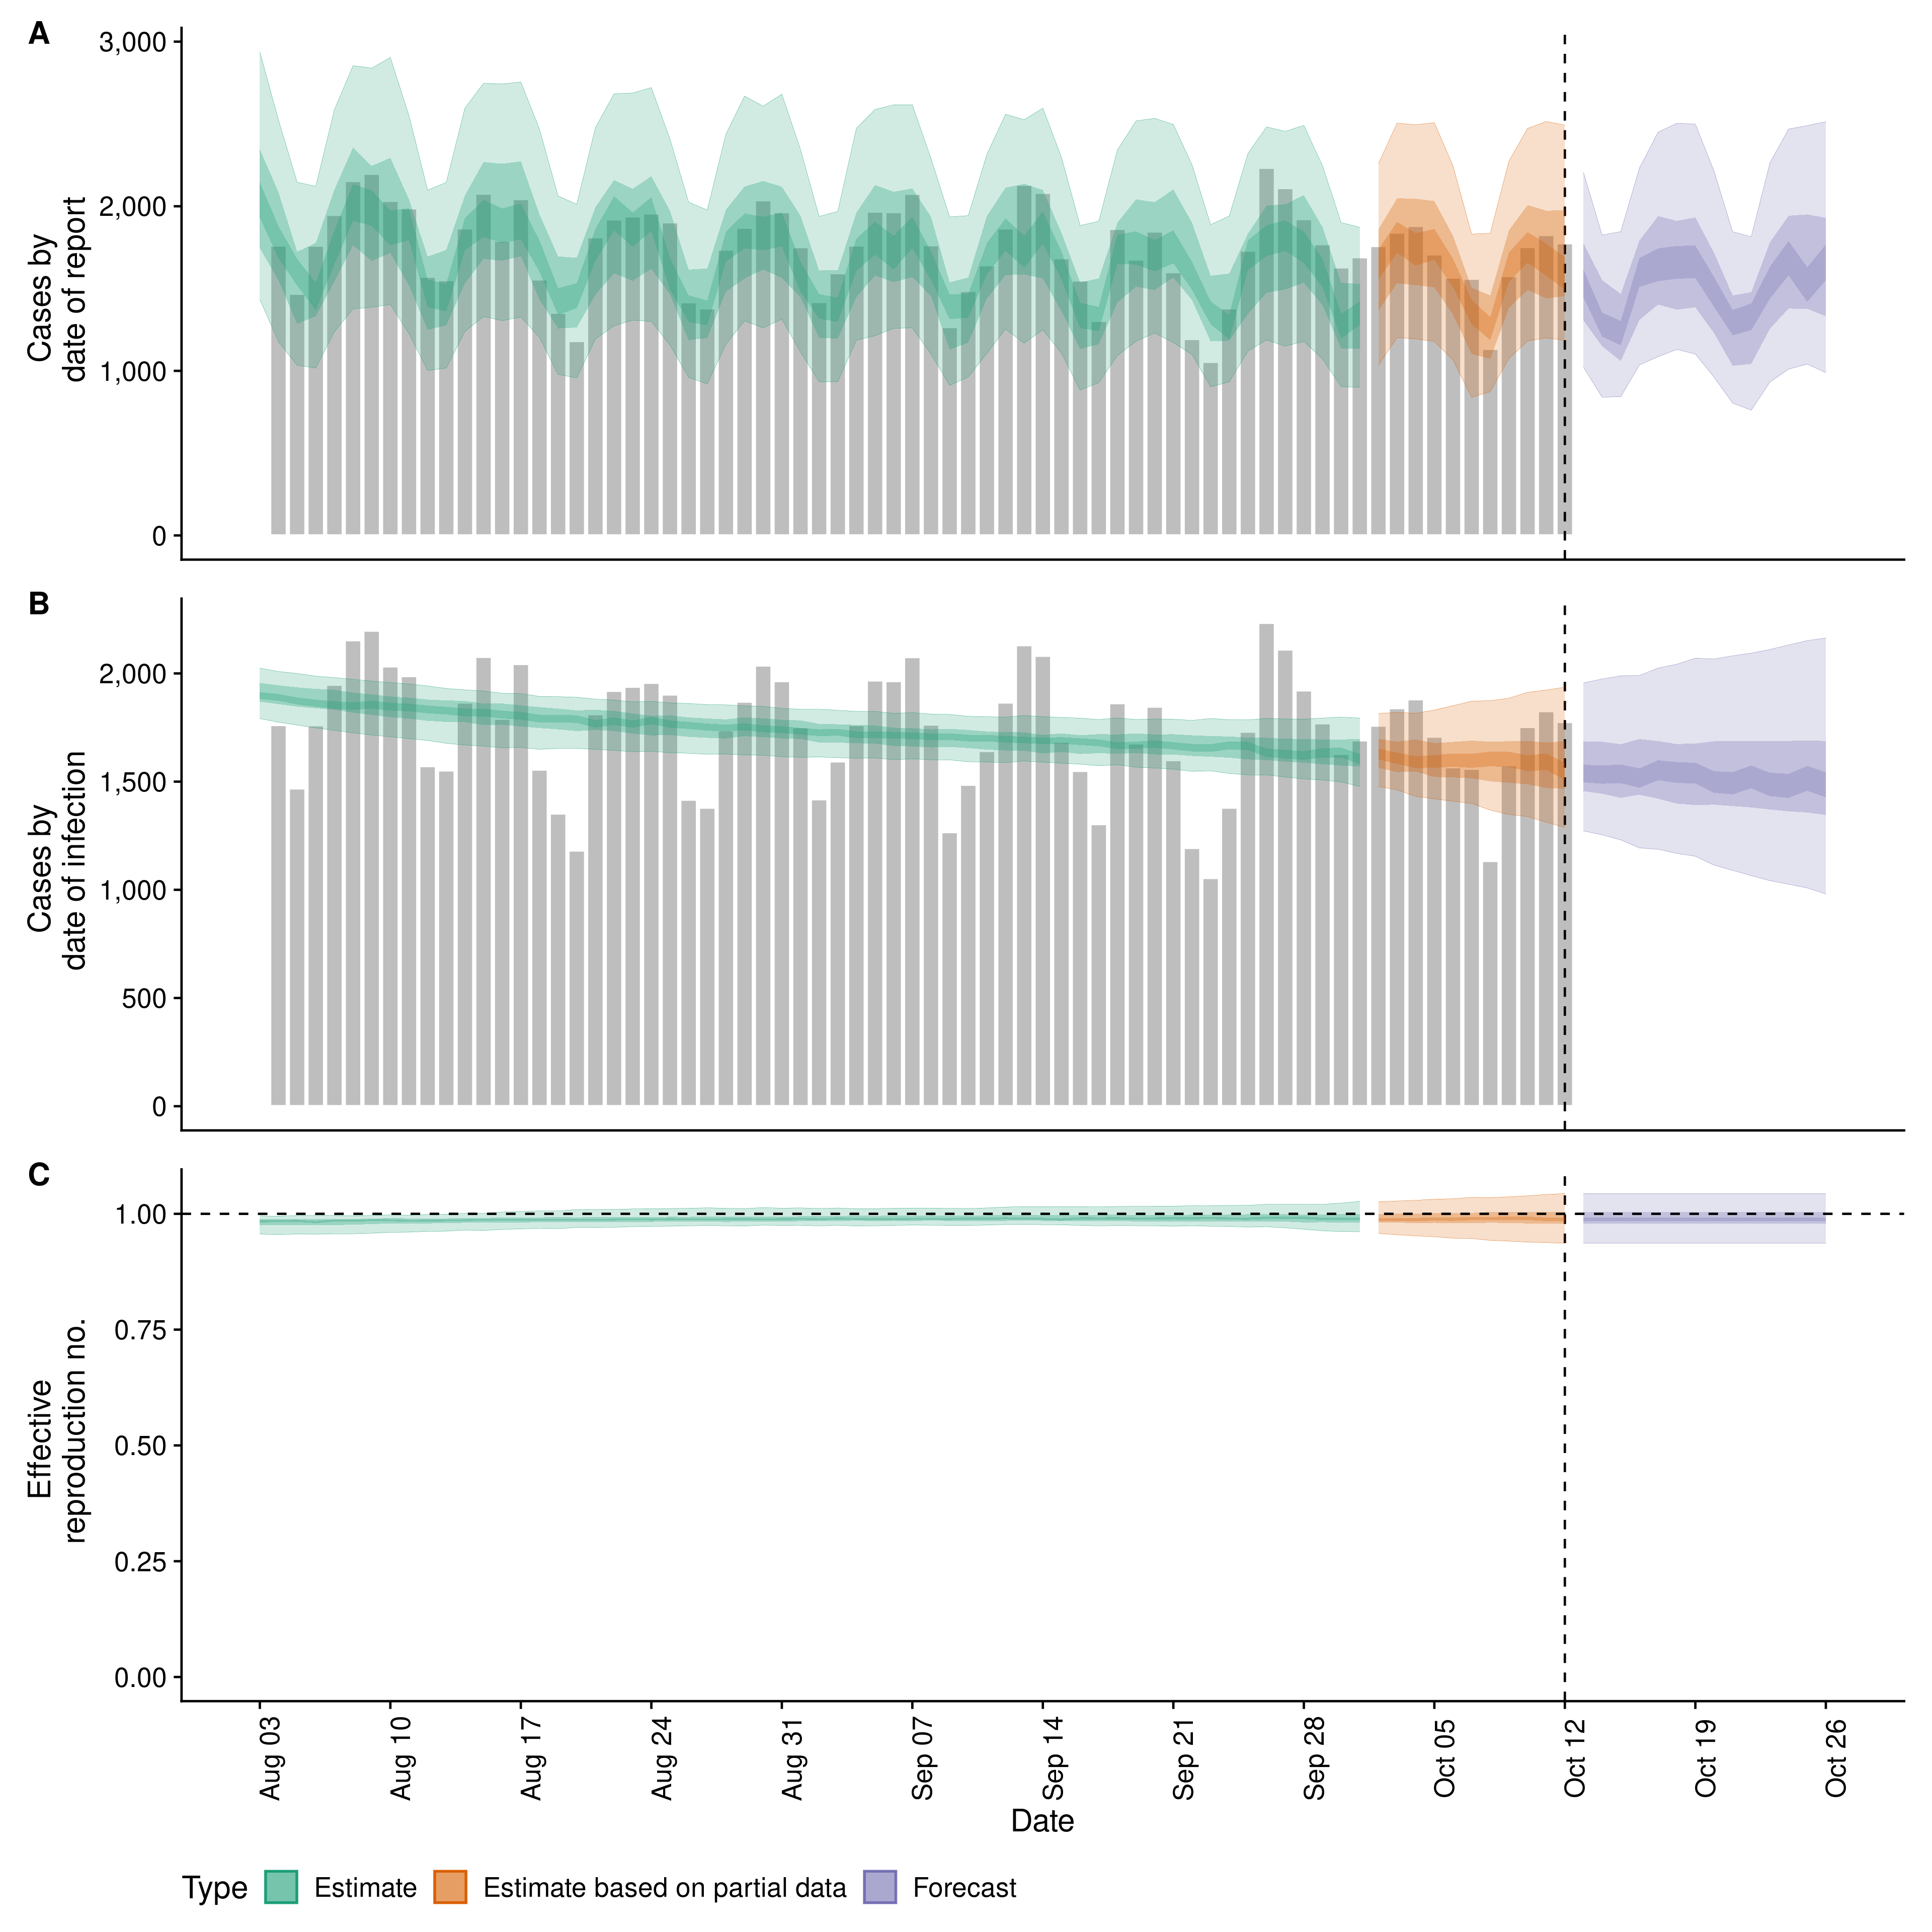 A
Cases by
date of report
3,000
2,000
1,000
0
B
Cases by
date of infection
2,000
1,500
1,000
500
0
C
Effective
reproduction no.
1.00
0.75
0.50
0.25
0.00
Aug 03
Aug 10
Aug 17
Aug 24
Aug 31
Sep 07
Sep 14
Sep 21
Sep 28
Oct 05
Oct 12
Oct 19
Oct 26
Date
Type Estimate Estimate based on partial data Forecast